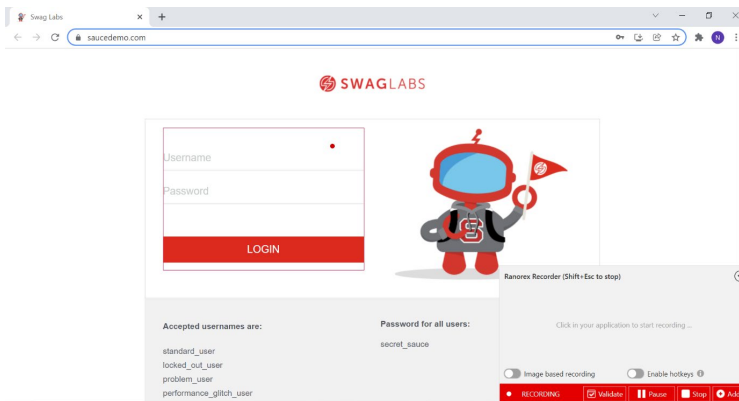 Swag Labs
saucedemo.com
N
SWAGLABS
Username
Password
LOGIN
S
Accepted usernames are:
standard_user
locked_out_user
problem_user
performance_glitch_user
Password for all users:
secret_sauce
Ranorex Recorder (Shift+Esc to stop)
Click in your application to start recording ...
Image based recording
Enable hotkeys
RECORDING
Validate
Pause
Stop
Add